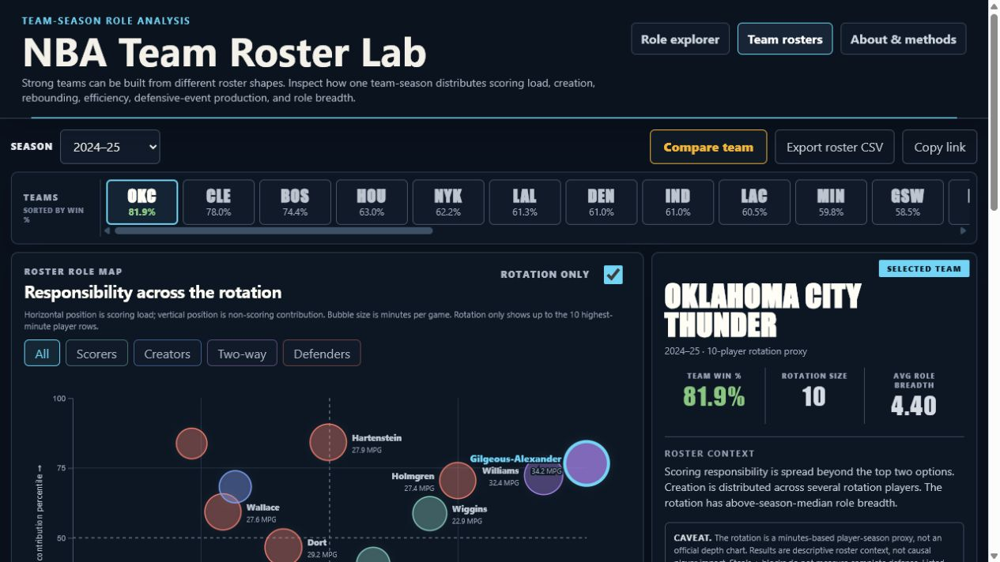 TEAM-SEASON ROLE ANALYSIS
NBA Team Roster Lab
Strong teams can be built from different roster shapes. Inspect how one team-season distributes scoring load, creation,
rebounding, efficiency, defensive-event production, and role breadth.
Role explorer
Team rosters
About & methods
SEASON
2024–25
Compare team
Export roster CSV
Copy link
TEAMS
SORTED BY WIN
%
OKC
81.9%
CLE
78.0%
BOS
74.4%
HOU
63.0%
NYK
62.2%
LAL
61.3%
DEN
61.0%
IND
61.0%
LAC
60.5%
MIN
59.8%
GSW
58.5%
ROSTER ROLE MAP
Responsibility across the rotation
ROTATION ONLY
Horizontal position is scoring load; vertical position is non-scoring contribution. Bubble size is minutes per game. Rotation only shows up to the 10 highest-
minute player rows.
All
Scorers
Creators
Two-way
Defenders
100
75
50
contribution percentile →
Hartenstein
27.9 MPG
Gilgeous-Alexander
34.2 MPG
Williams
32.4 MPG
Holmgren
27.4 MPG
Wiggins
22.9 MPG
Wallace
27.6 MPG
Dort
29.2 MPG
SELECTED TEAM
OKLAHOMA CITY
THUNDER
2024–25 · 10-player rotation proxy
TEAM WIN %
81.9%
ROTATION SIZE
10
AVG ROLE
BREADTH
4.40
ROSTER CONTEXT
Scoring responsibility is spread beyond the top two options.
Creation is distributed across several rotation players. The
rotation has above-season-median role breadth.
CAVEAT. The rotation is a minutes-based player-season proxy, not an
official depth chart. Results are descriptive roster context, not causal
player impact. Steals + blocks do not measure complete defense. Listed